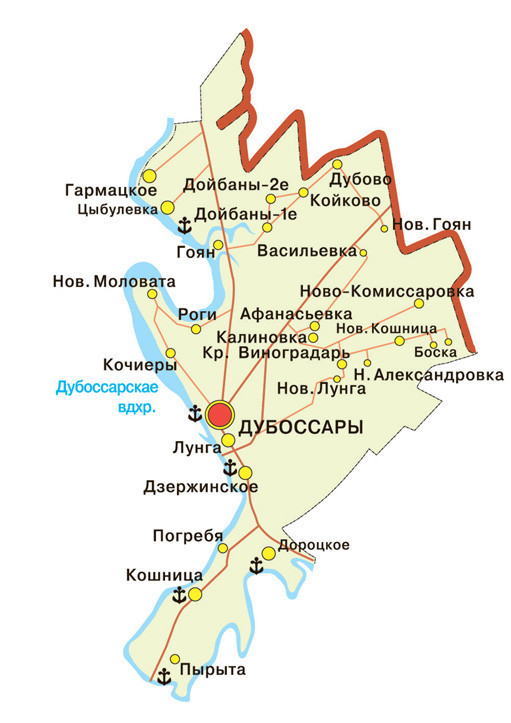 Гармацкое
Дойбаны-2е
Дубово
Койково
Цыбулевка
Дойбаны-1е
Нов. Гоян
Гоян
Васильевка
Нов. Моловата
Ново-Комиссаровка
Роги
Афанасьевка
Нов. Кошница
Калиновка
Кр. Виноградарь
Боска
Кочиеры
Н. Александровка
Нов. Лунга
Дубоссарскае
вдхр.
ДУБОССАРЫ
Лунга
Дзержинское
Погребя
Дороцкое
Кошница
Пырыта